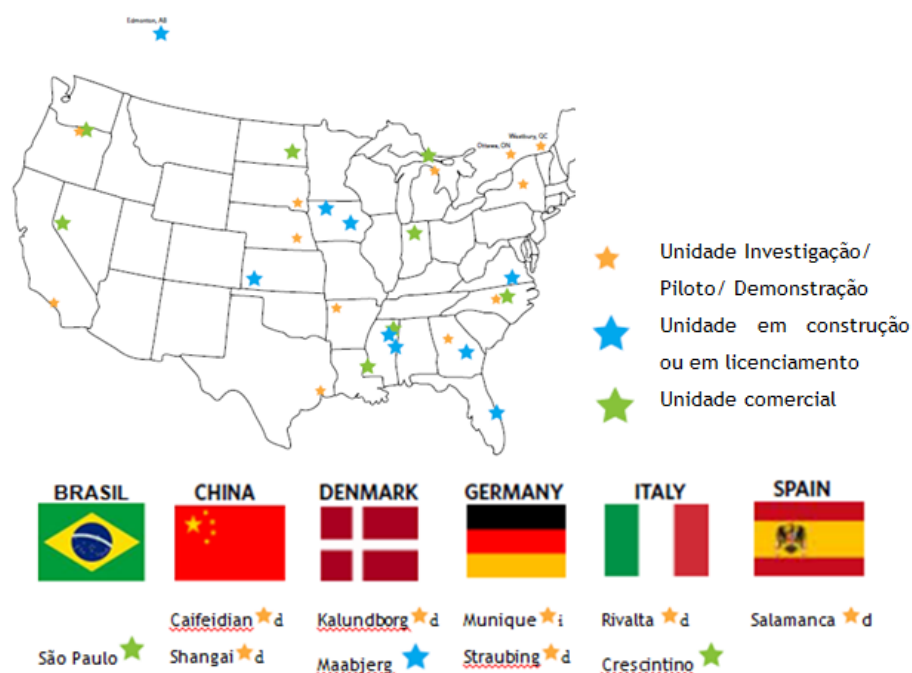 Edmonton, AB
Westbury, QC
Ottawa, ON
Unidade Investigação/
Piloto/ Demonstração
Unidade em construção
ou em licenciamento
Unidade comercial
BRASIL CHINA DENMARK GERMANY ITALY SPAIN
Caifeidian d Kalundborg d Munique i Rivalta d Salamanca d
São Paulo Shangai d Maabjerg Straubing d Crescintino